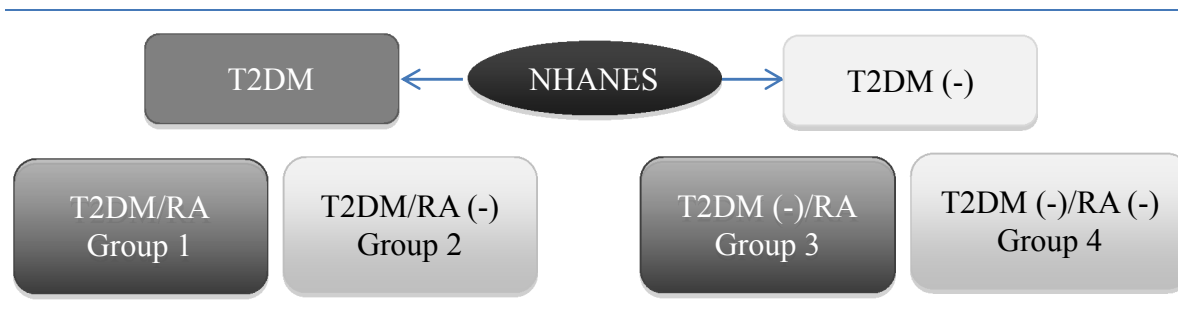 T2DM
NHANES
T2DM (-)
T2DM/RA
Group 1
T2DM/RA (-)
Group 2
T2DM (-)/RA
Group 3
T2DM (-)/RA (-)
Group 4